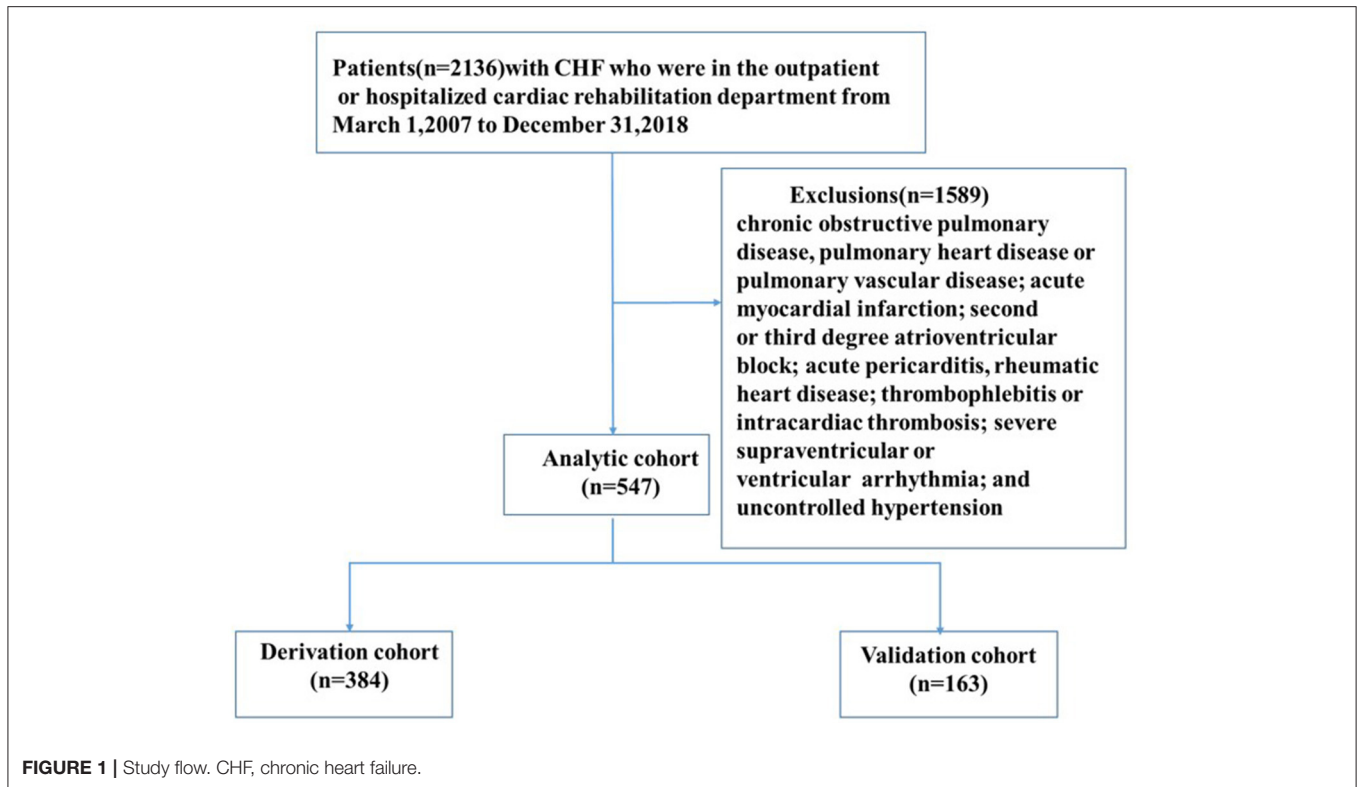 Patients(n=2136)with CHF who were in the outpatient
or hospitalized cardiac rehabilitation department from
March 1,2007 to December 31,2018
Exclusions(n=1589)
chronic obstructive pulmonary
disease, pulmonary heart disease or
pulmonary vascular disease; acute
myocardial infarction; second
or third degree atrioventricular
block; acute pericarditis, rheumatic
heart disease; thrombophlebitis or
intracardiac thrombosis; severe
supraventricular or
ventricular arrhythmia; and
uncontrolled hypertension
Analytic cohort
(n=547)
Derivation cohort
(n=384)
Validation cohort
(n=163)
FIGURE 1 | Study flow. CHF, chronic heart failure.